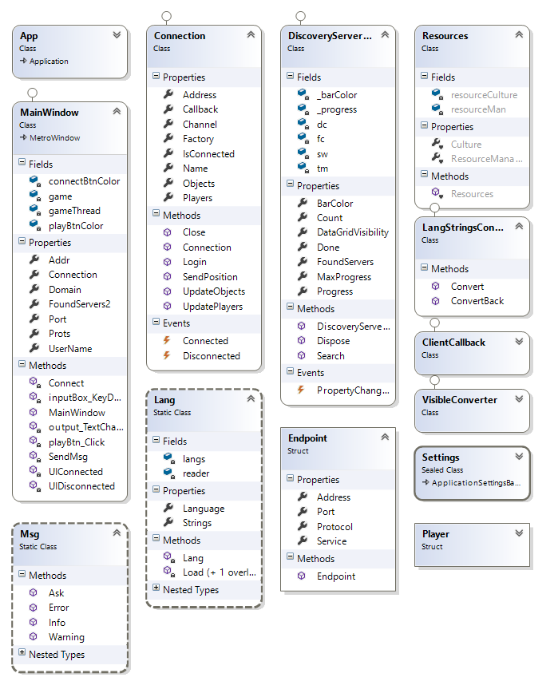 App
Class
Application
MainWindow
Class
MetroWindow
Fields
connectBtnColor
game
gameThread
playBtnColor
Properties
Addr
Connection
Domain
FoundServers2
Port
Prots
UserName
Methods
Connect
inputBox_KeyD...
MainWindow
output_TextCha...
playBtn_Click
SendMsg
UIConnected
UIDisconnected
Msg
Static Class
Methods
Ask
Error
Info
Warning
Nested Types
Connection
Class
Properties
Address
Callback
Channel
Factory
IsConnected
Name
Objects
Players
Methods
Close
Connection
Login
SendPosition
UpdateObjects
UpdatePlayers
Events
Connected
Disconnected
Lang
Static Class
Fields
langs
reader
Properties
Language
Strings
Methods
Lang
Load (+ 1 overl...
Nested Types
DiscoveryServer...
Class
Fields
_barColor
_progress
dc
fc
sw
tm
Properties
BarColor
Count
DataGridVisibility
Done
FoundServers
MaxProgress
Progress
Methods
DiscoveryServe...
Dispose
Search
Events
PropertyChang...
Endpoint
Struct
Properties
Address
Port
Protocol
Service
Methods
Endpoint
Resources
Class
Fields
resourceCulture
resourceMan
Properties
Culture
ResourceMana...
Methods
Resources
LangStringsCon...
Class
Methods
Convert
ConvertBack
ClientCallback
Class
VisibleConverter
Class
Settings
Sealed Class
ApplicationSettingsBa...
Player
Struct